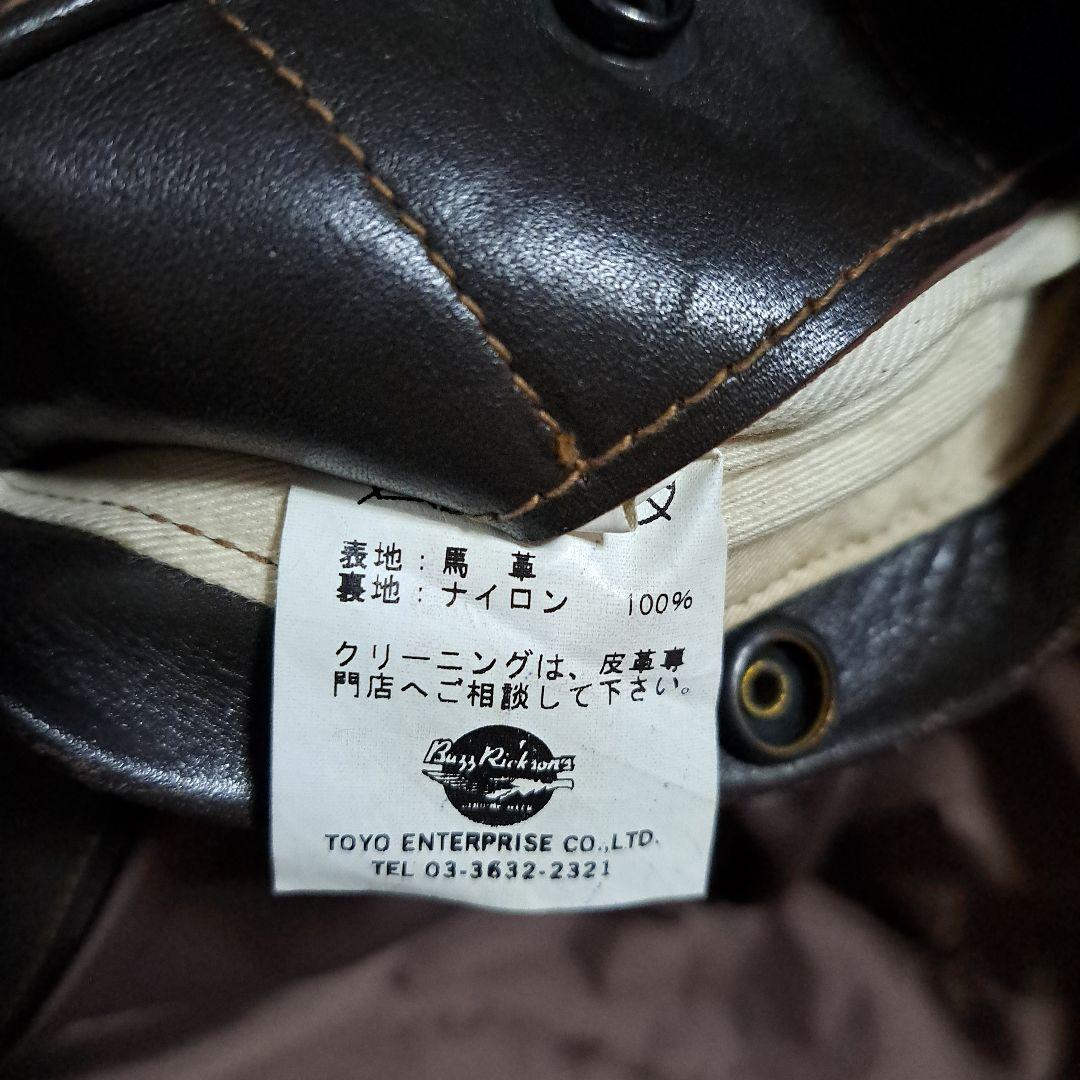 表地：馬　革
裏地：ナイロン　100%
クリーニングは、皮革専
門店へご相談して下さい。
Buzz Rickson's
TOYO ENTERPRISE CO.,LTD.
TEL 03-3632-2321